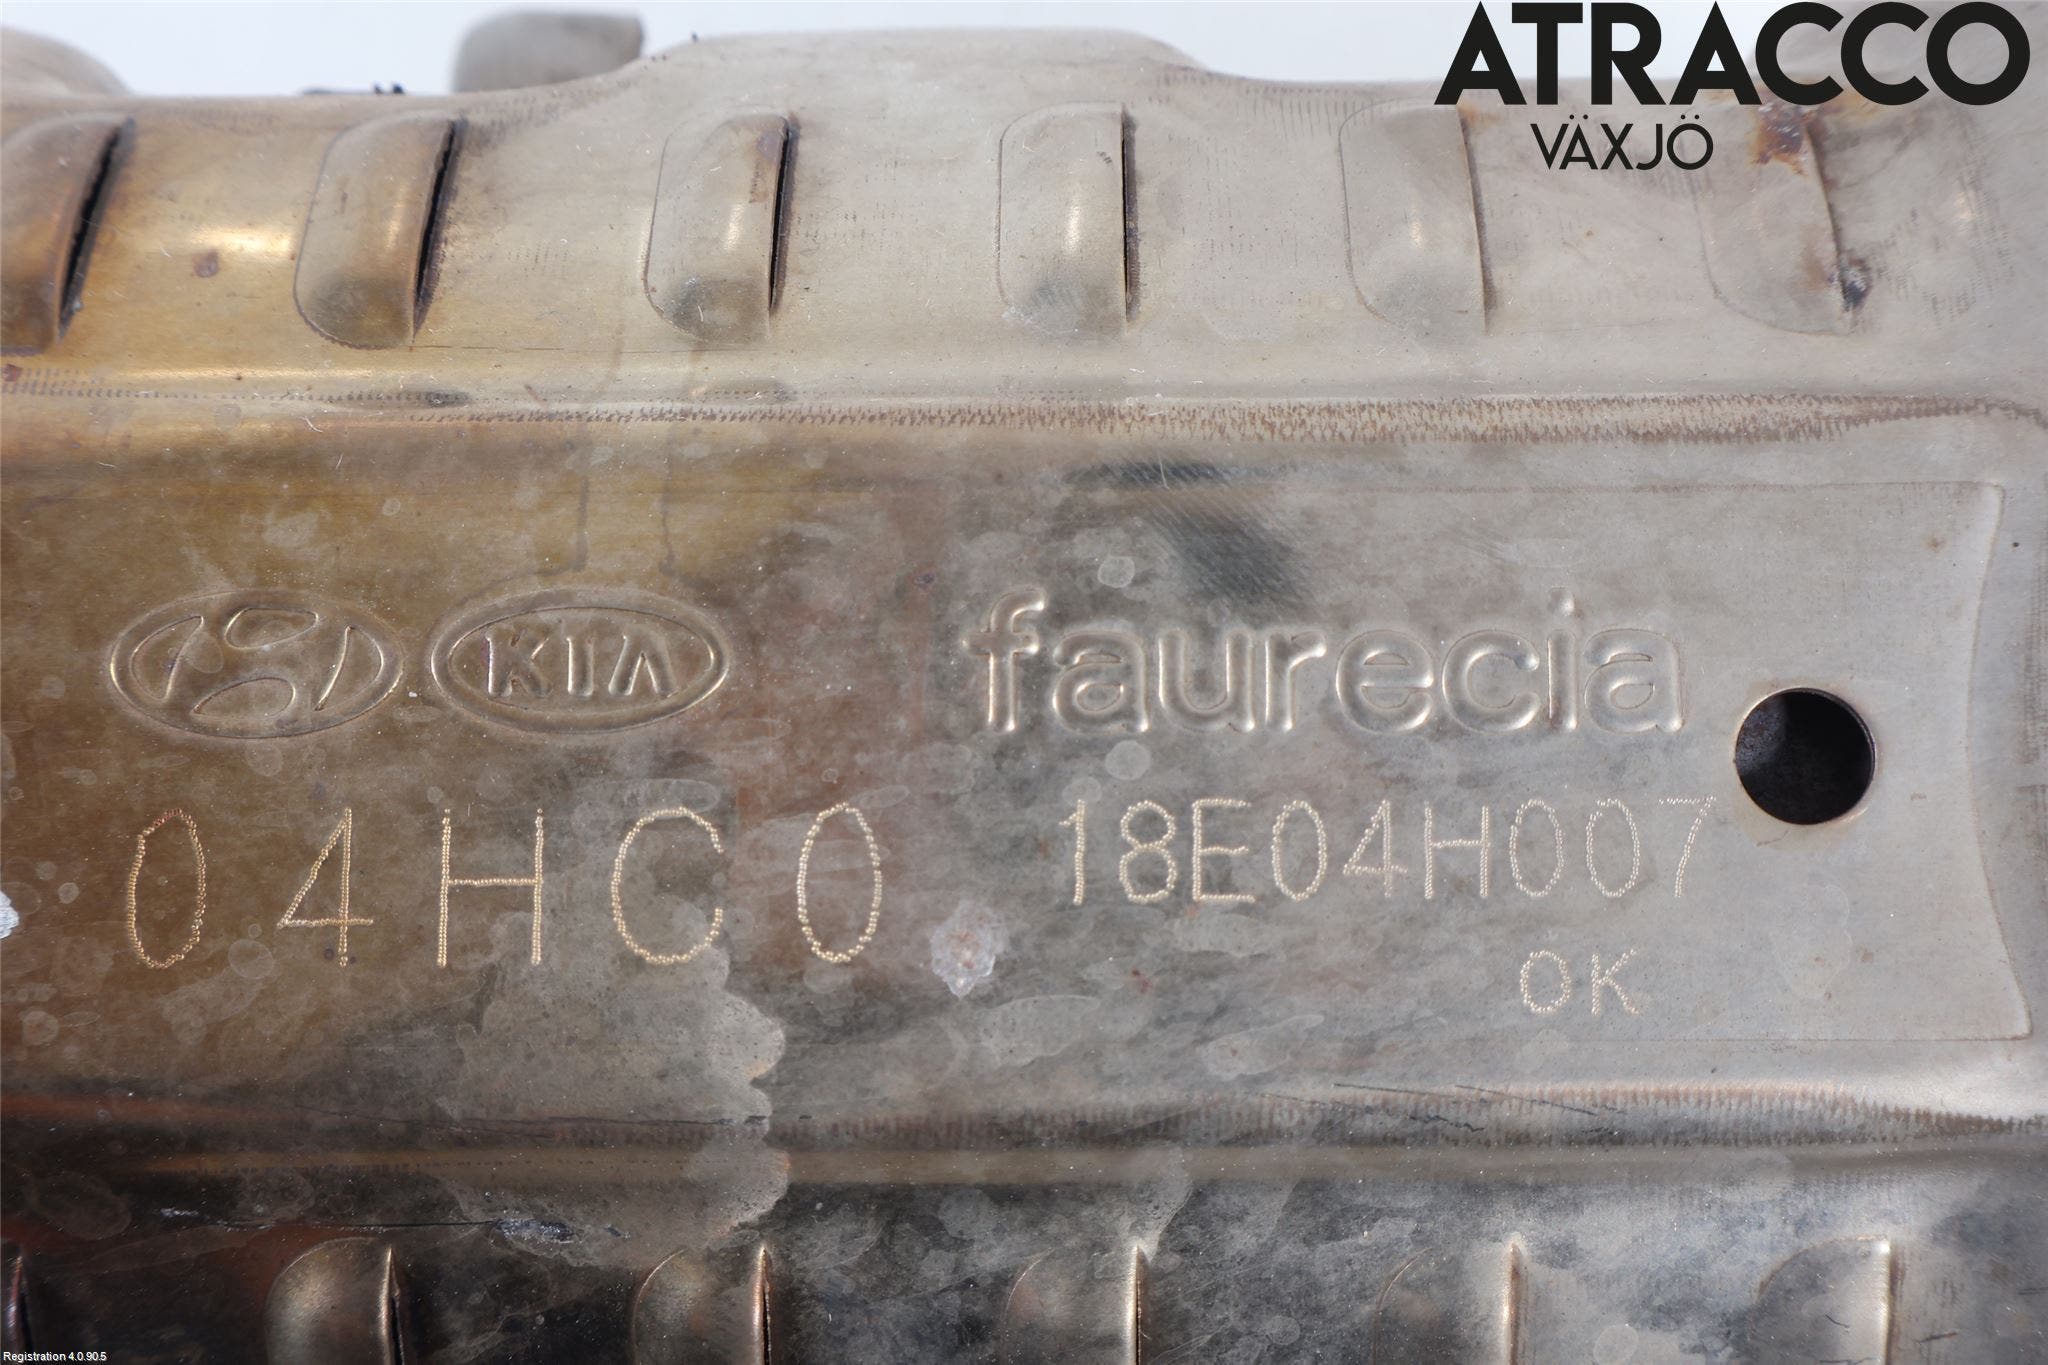 ATRACCO
VÄXJÖ
KIA faurecia
04HC0 18E04H007
OK
Registration 4.0.90.5